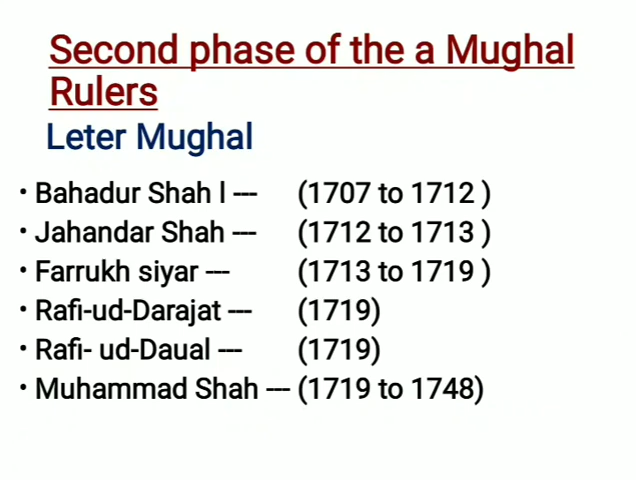 Second phase of the a Mughal
Rulers
Leter Mughal
• Bahadur Shah l --- (1707 to 1712 )
• Jahandar Shah --- (1712 to 1713 )
• Farrukh siyar --- (1713 to 1719 )
• Rafi-ud-Darajat --- (1719)
• Rafi- ud-Daual --- (1719)
• Muhammad Shah --- (1719 to 1748)